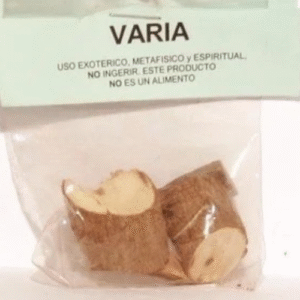 VARIA
USO EXOTERICO, METAFISICO y ESPIRITUAL.
NO INGERIR. ESTE PRODUCTO
NO ES UN ALIMENTO